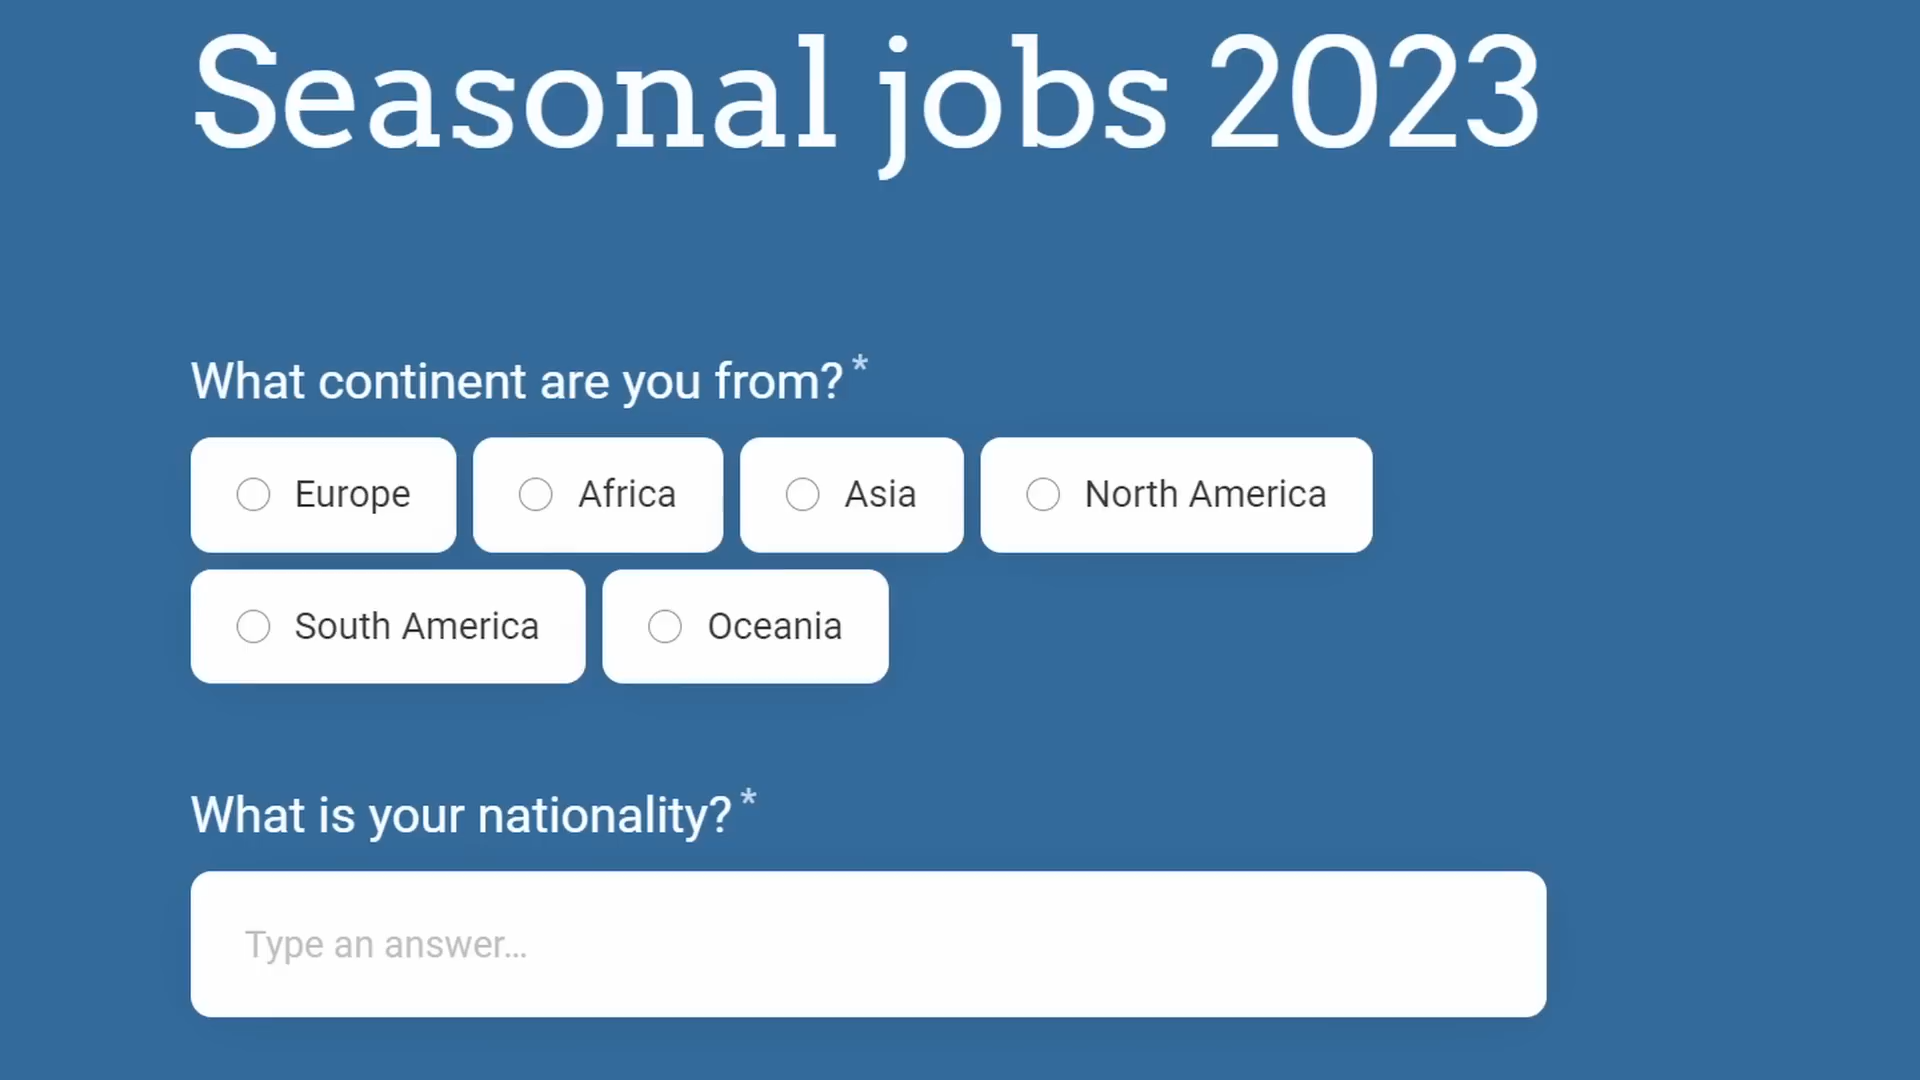 Seasonal jobs 2023
What continent are you from? *
Europe Africa Asia North America
South America Oceania
What is your nationality? *
Type an answer...